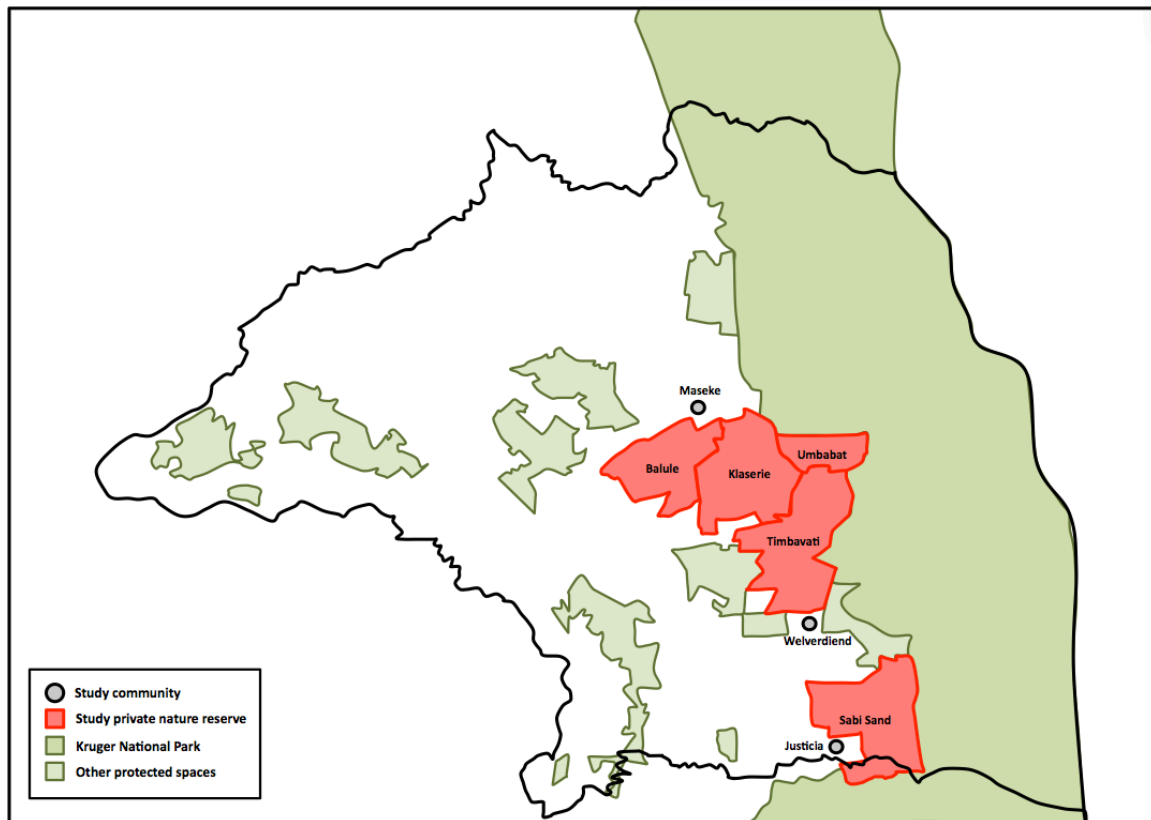 Maseke
Umbabat
Balule
Klaserie
Timbavati
Welverdiend
Sabi Sand
Justicia
Study community
Study private nature reserve
Kruger National Park
Other protected spaces